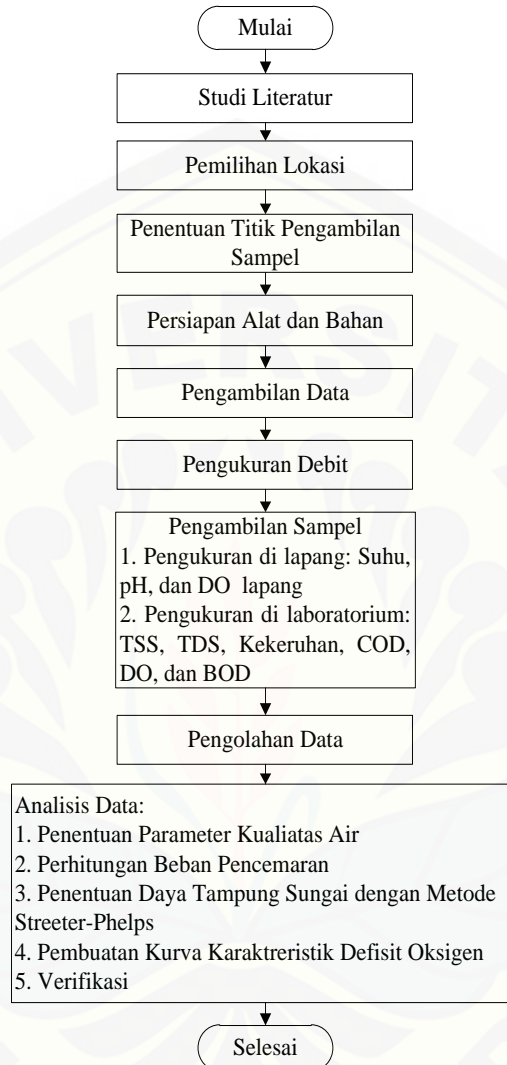 Mulai
Studi Literatur
Pemilihan Lokasi
Penentuan Titik Pengambilan
Sampel
Persiapan Alat dan Bahan
Pengambilan Data
Pengukuran Debit
Pengambilan Sampel
1. Pengukuran di lapang: Suhu,
pH, dan DO lapang
2. Pengukuran di laboratorium:
TSS, TDS, Kekeruhan, COD,
DO, dan BOD
Pengolahan Data
Analisis Data:
1. Penentuan Parameter Kualiatas Air
2. Perhitungan Beban Pencemaran
3. Penentuan Daya Tampung Sungai dengan Metode
Streeter-Phelps
4. Pembuatan Kurva Karaktreristik Defisit Oksigen
5. Verifikasi
Selesai